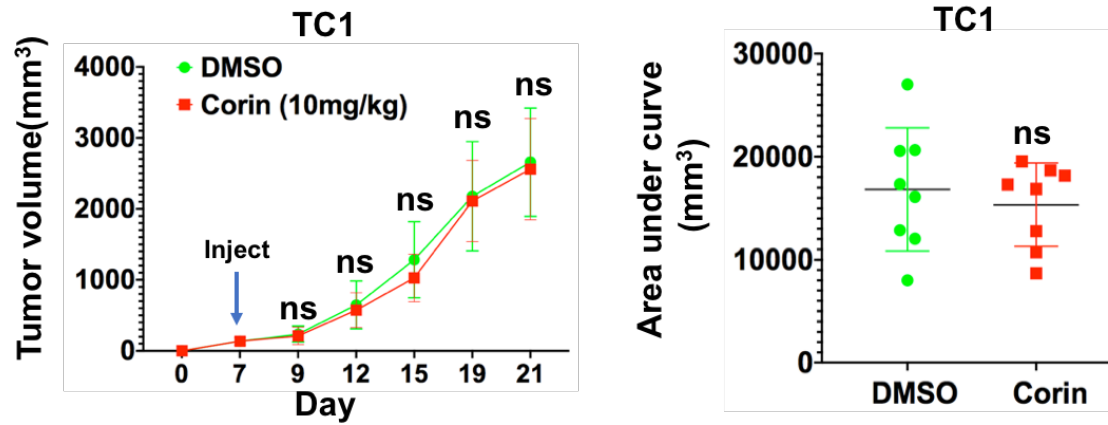 TC1
Tumor volume(mm³)
4000
3000
2000
1000
0
DMSO
Corin (10mg/kg)
Inject
ns
ns
ns
ns
ns
0 7 9 12 15 19 21
Day
TC1
Area under curve
(mm³)
30000
20000
10000
0
ns
DMSO Corin